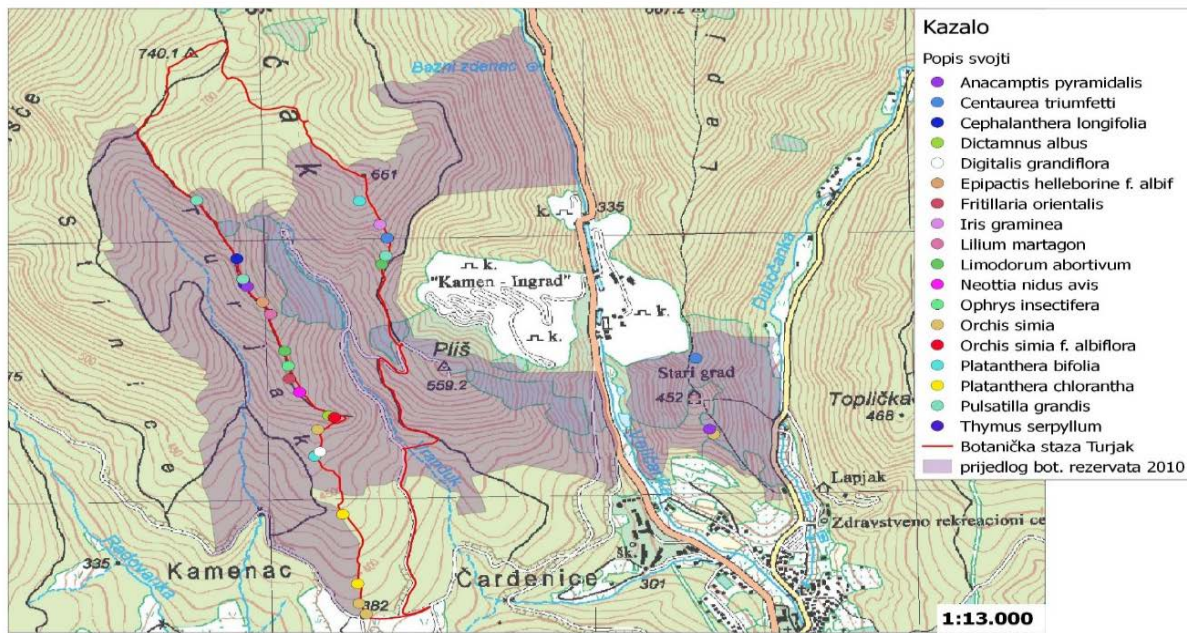 740.1
Bazni zdenec
661
335
k.
k.
"Kamen - Ingrad"
k.
k.
Dubočanka
Turjak
Pliš
559.2
Stari grad
452
Toplička
468
Lapjak
Zdravstveno rekreacioni ce
šk.
301
Radovanka
335
Kamenac
Čardenice
382
1:13.000
Kazalo
Popis svojti
Anacamptis pyramidalis
Centaurea triumfetti
Cephalanthera longifolia
Dictamnus albus
Digitalis grandiflora
Epipactis helleborine f. albif
Fritillaria orientalis
Iris graminea
Lilium martagon
Limodorum abortivum
Neottia nidus avis
Ophrys insectifera
Orchis simia
Orchis simia f. albiflora
Platanthera bifolia
Platanthera chlorantha
Pulsatilla grandis
Thymus serpyllum
Botanička staza Turjak
prijedlog bot. rezervata 2010